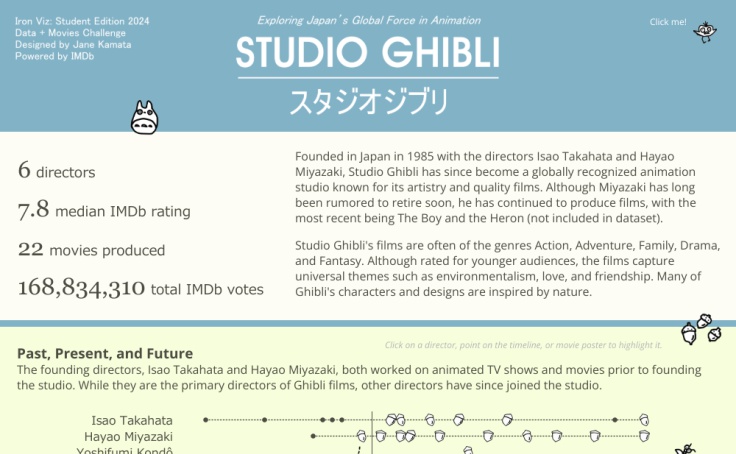 Iron Viz: Student Edition 2024
Data + Movies Challenge
Designed by Jane Kamata
Powered by IMDb
Exploring Japan's Global Force in Animation
Click me!
STUDIO GHIBLI
スタジオジブリ
6 directors
7.8 median IMDb rating
22 movies produced
168,834,310 total IMDb votes
Founded in Japan in 1985 with the directors Isao Takahata and Hayao
Miyazaki, Studio Ghibli has since become a globally recognized animation
studio known for its artistry and quality films. Although Miyazaki has long
been rumored to retire soon, he has continued to produce films, with the
most recent being The Boy and the Heron (not included in dataset).
Studio Ghibli's films are often of the genres Action, Adventure, Family, Drama,
and Fantasy. Although rated for younger audiences, the films capture
universal themes such as environmentalism, love, and friendship. Many of
Ghibli's characters and designs are inspired by nature.
Click on a director, point on the timeline, or movie poster to highlight it.
Past, Present, and Future
The founding directors, Isao Takahata and Hayao Miyazaki, both worked on animated TV shows and movies prior to founding
the studio. While they are the primary directors of Ghibli films, other directors have since joined the studio.
Isao Takahata
Hayao Miyazaki
Yoshifumi Kondô